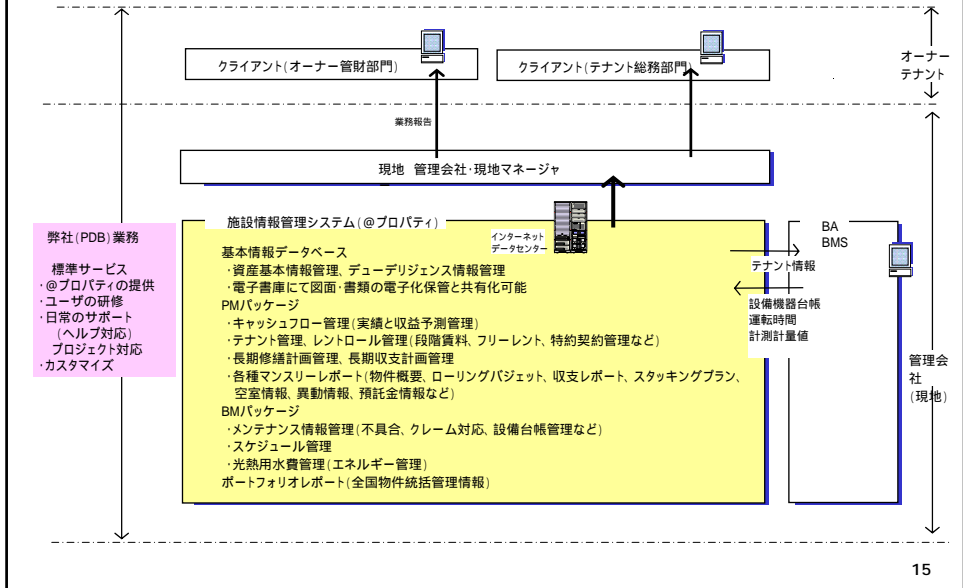 クライアント(オーナー管財部門)
クライアント(テナント総務部門)
オーナー
テナント
業務報告
現地 管理会社・現地マネージャ
弊社(PDB)業務
標準サービス
・@プロパティの提供
・ユーザの研修
・日常のサポート
(ヘルプ対応)
プロジェクト対応
・カスタマイズ
施設情報管理システム(@プロパティ)
インターネット
データセンター
基本情報データベース
・資産基本情報管理、デューデリジェンス情報管理
・電子書庫にて図面・書類の電子化保管と共有化可能
PMパッケージ
・キャッシュフロー管理(実績と収益予測管理)
・テナント管理、レントロール管理(段階賃料、フリーレント、特約契約管理など)
・長期修繕計画管理、長期収支計画管理
・各種マンスリーレポート(物件概要、ローリングバジェット、収支レポート、スタッキングプラン、
空室情報、異動情報、預託金情報など)
BMパッケージ
・メンテナンス情報管理(不具合、クレーム対応、設備台帳管理など)
・スケジュール管理
・光熱用水費管理(エネルギー管理)
ポートフォリオレポート(全国物件統括管理情報)
BA
BMS
テナント情報
設備機器台帳
運転時間
計測計量値
管理会
社
(現地)
15